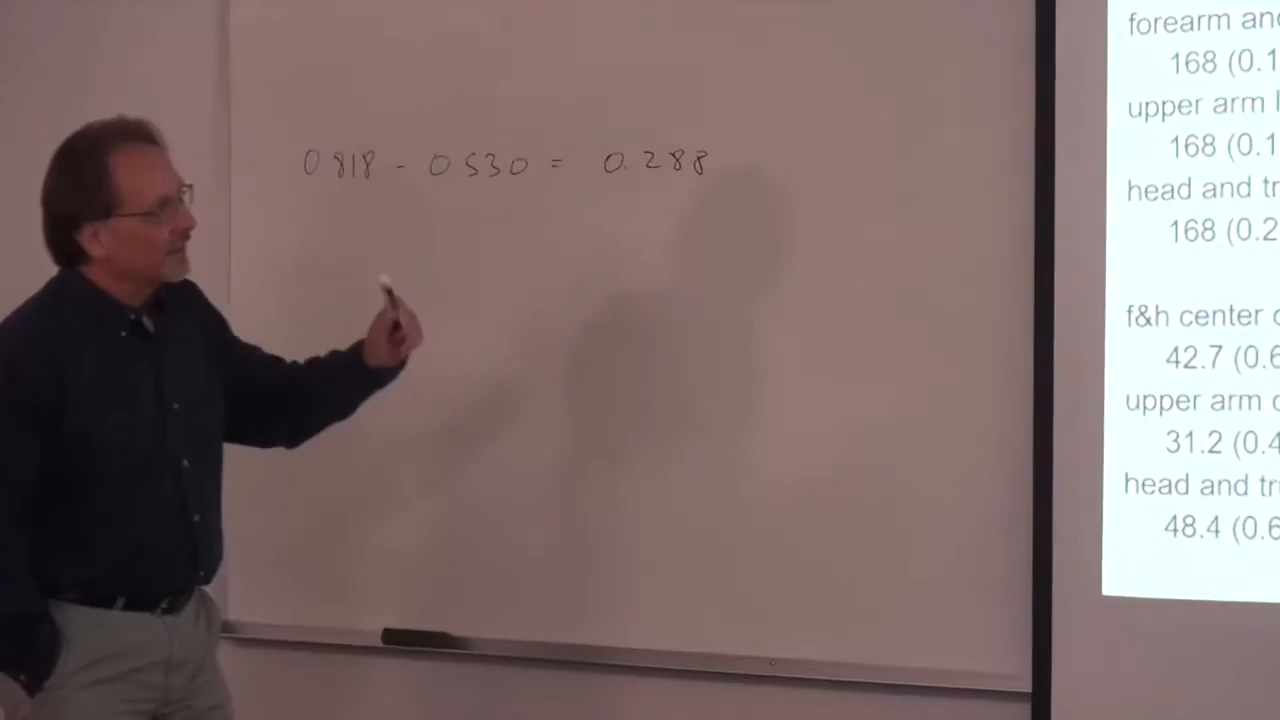 0.818 - 0.530 = 0.288
forearm and
168 (0.1
upper arm l
168 (0.1
head and tr
168 (0.2
f&h center o
42.7 (0.6
upper arm c
31.2 (0.4
head and tru
48.4 (0.6